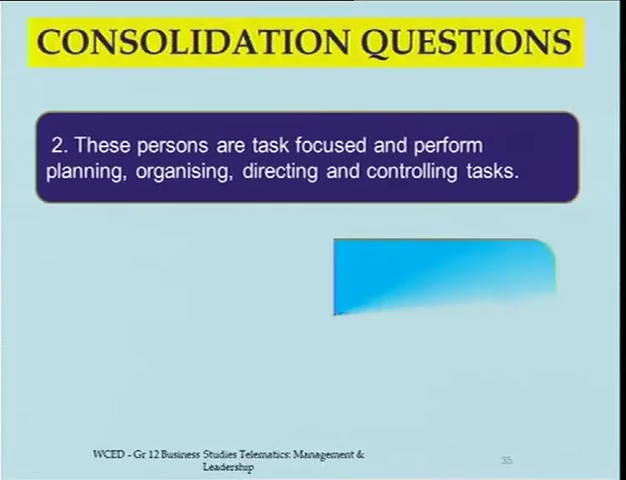 CONSOLIDATION QUESTIONS
2. These persons are task focused and perform
planning, organising, directing and controlling tasks.
WCED - Gr 12 Business Studies Telematics: Management &
Leadership
35